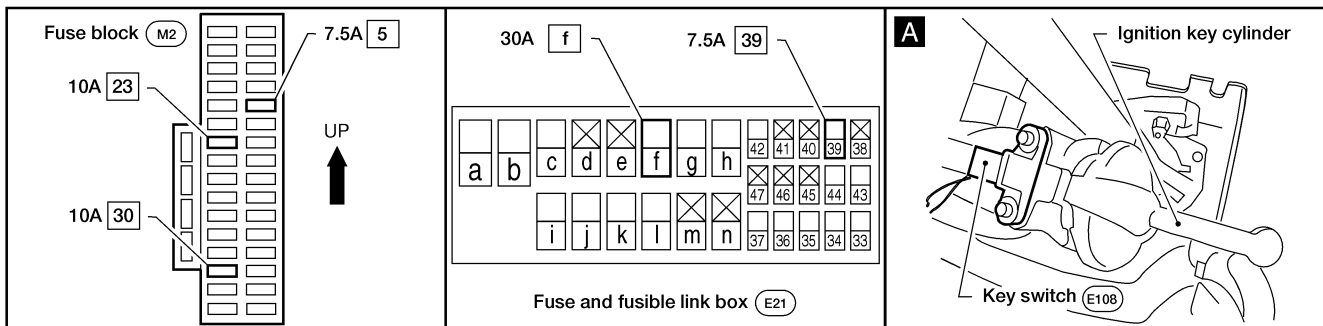 Fuse block M2
7.5A 5
10A 23
UP
10A 30
30A f
7.5A 39
a b c d e f g h
42 41 40 39 38
47 46 45 44 43
i j k l m n
37 36 35 34 33
Fuse and fusible link box E21
A
Ignition key cylinder
Key switch E108